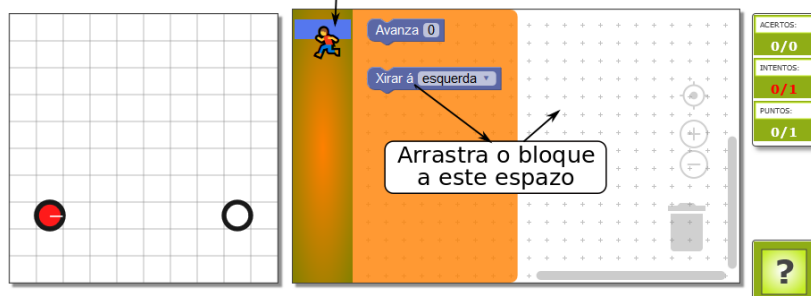 Avanza 0
Xirar á esquerda
Arrastra o bloque
a este espazo
ACERTOS:
0/0
INTENTOS:
0/1
PUNTOS:
0/1
?